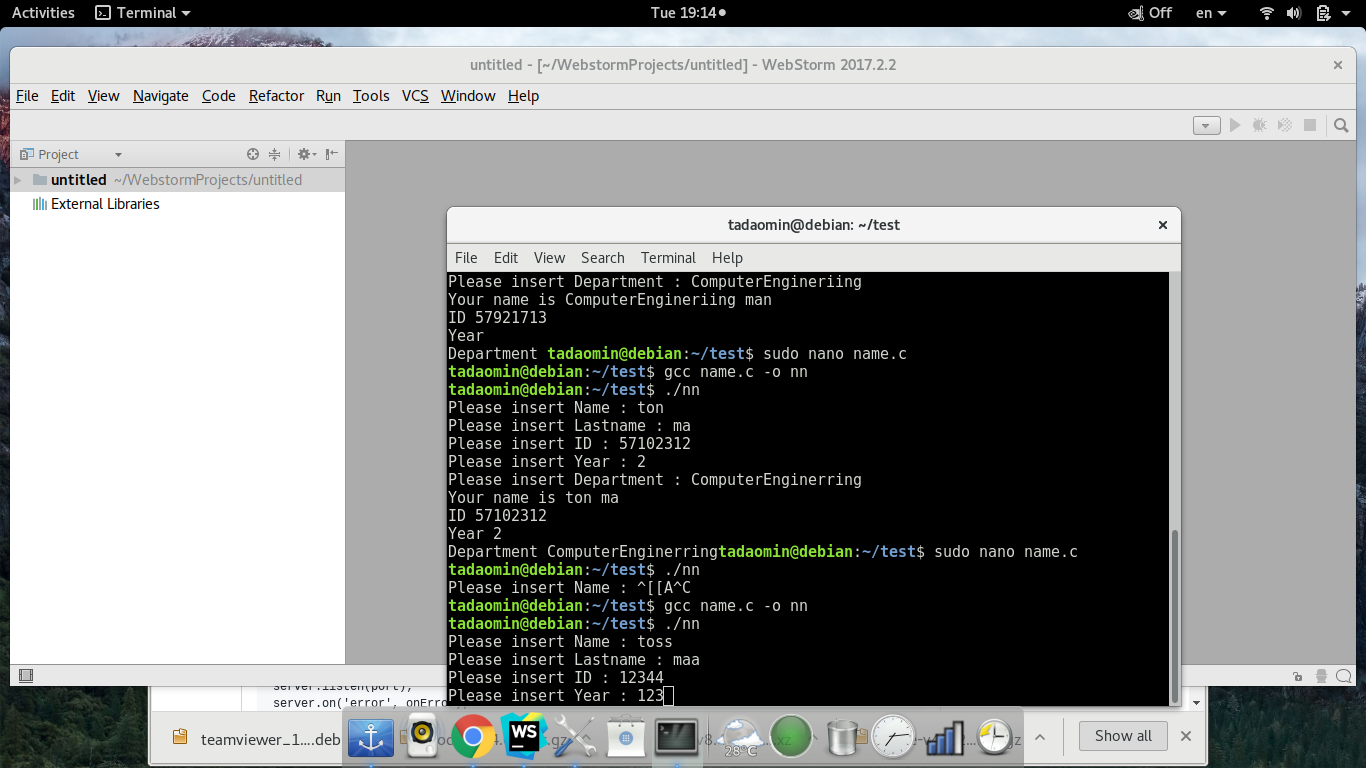 Activities Terminal Tue 19:14 Off en
untitled - [~/WebstormProjects/untitled] - WebStorm 2017.2.2
File Edit View Navigate Code Refactor Run Tools VCS Window Help
Project
untitled ~/WebstormProjects/untitled
External Libraries
tadaomin@debian: ~/test
File Edit View Search Terminal Help
Please insert Department : ComputerEngineriing
Your name is ComputerEngineriing man
ID 57921713
Year
Department tadaomin@debian:~/test$ sudo nano name.c
tadaomin@debian:~/test$ gcc name.c -o nn
tadaomin@debian:~/test$ ./nn
Please insert Name : ton
Please insert Lastname : ma
Please insert ID : 57102312
Please insert Year : 2
Please insert Department : ComputerEnginerring
Your name is ton ma
ID 57102312
Year 2
Department ComputerEnginerringtadaomin@debian:~/test$ sudo nano name.c
tadaomin@debian:~/test$ ./nn
Please insert Name : ^[[A^C
tadaomin@debian:~/test$ gcc name.c -o nn
tadaomin@debian:~/test$ ./nn
Please insert Name : toss
Please insert Lastname : maa
Please insert ID : 12344
Please insert Year : 123
server.listen(port);
server.on('error', onError);
teamviewer_1....deb
WS
28°C
Show all